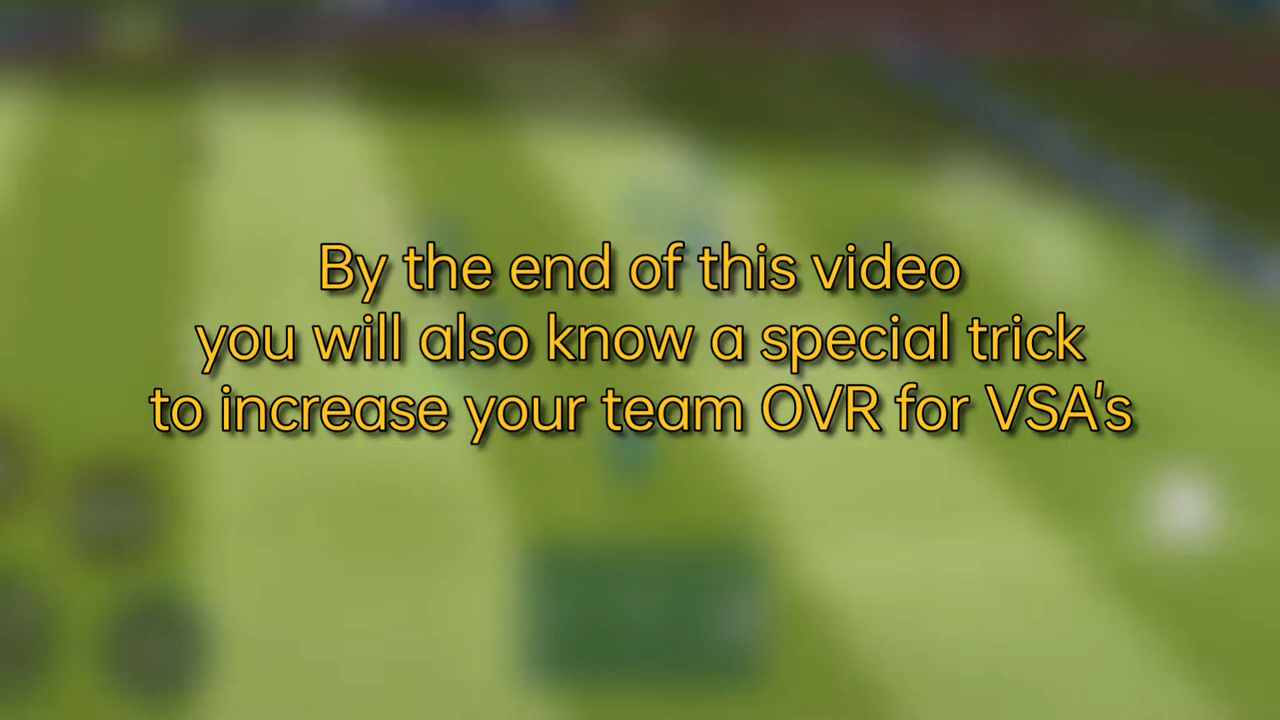 By the end of this video
you will also know a special trick
to increase your team OVR for VSA's